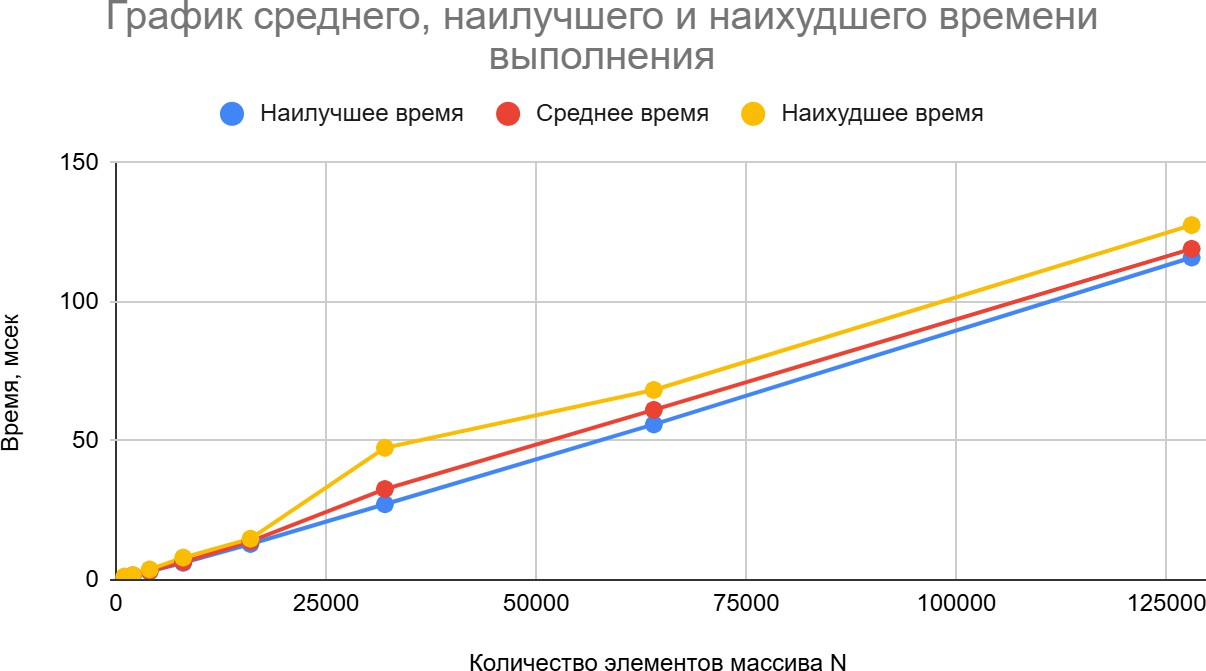 График среднего, наилучшего и наихудшего времени
выполнения
Наилучшее время Среднее время Наихудшее время
150
100
50
0
Время, мсек
0 25000 50000 75000 100000 125000
Количество элементов массива N